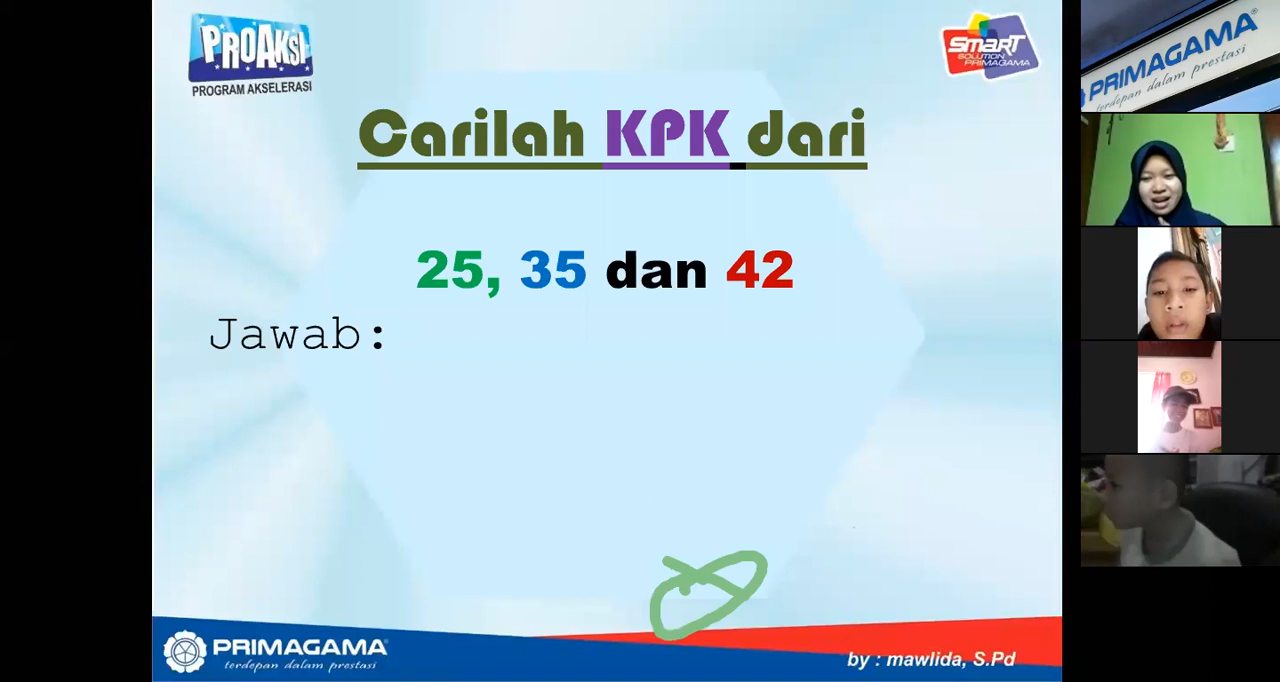 PROAKSI
PROGRAM AKSELERASI
SMART
SOLUTION
PRIMAGAMA
Carilah KPK dari
25, 35 dan 42
Jawab:
PRIMAGAMA
terdepan dalam prestasi
by : mawlida, S.Pd
PRIMAGAMA
terdepan dalam prestasi